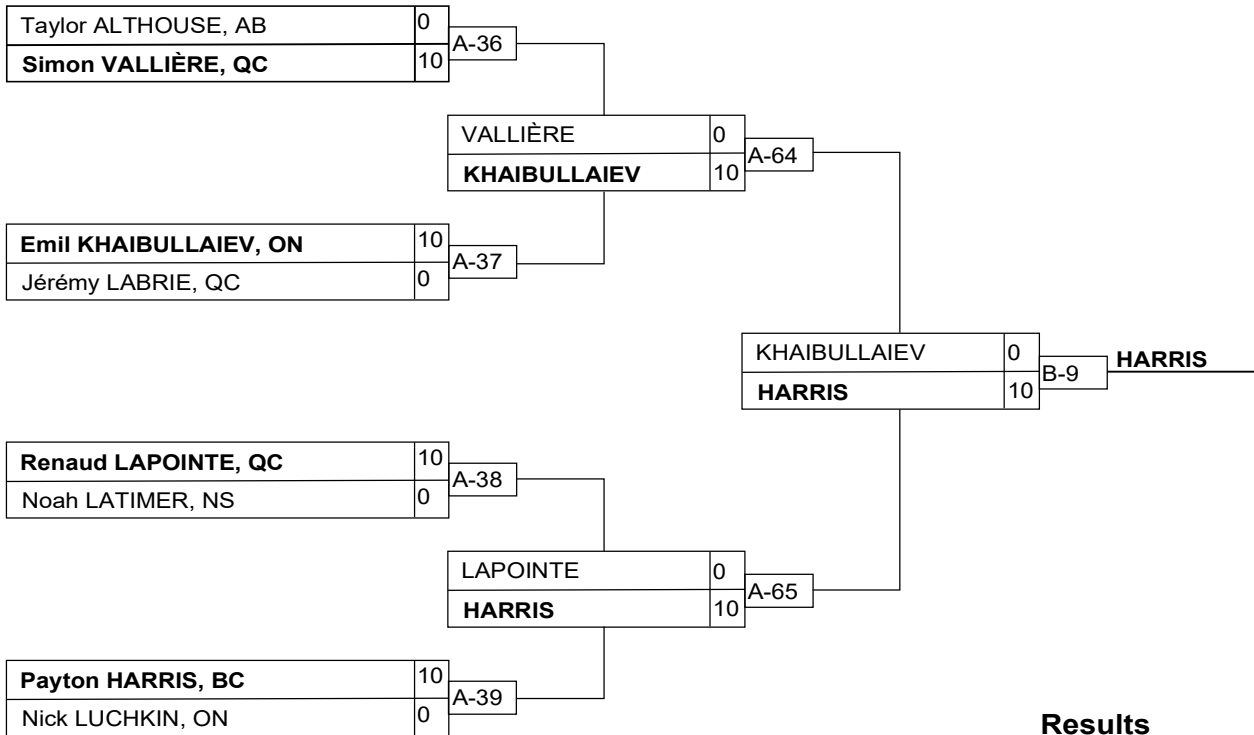 Taylor ALTHOUSE, AB 0
A-36
Simon VALLIÈRE, QC 10
VALLIÈRE 0
A-64
KHAIBULLAIEV 10
Emil KHAIBULLAIEV, ON 10
A-37
Jérémy LABRIE, QC 0
KHAIBULLAIEV 0
HARRIS
B-9
HARRIS 10
Renaud LAPOINTE, QC 10
A-38
Noah LATIMER, NS 0
LAPOINTE 0
A-65
HARRIS 10
Payton HARRIS, BC 10
A-39
Nick LUCHKIN, ON 0
Results